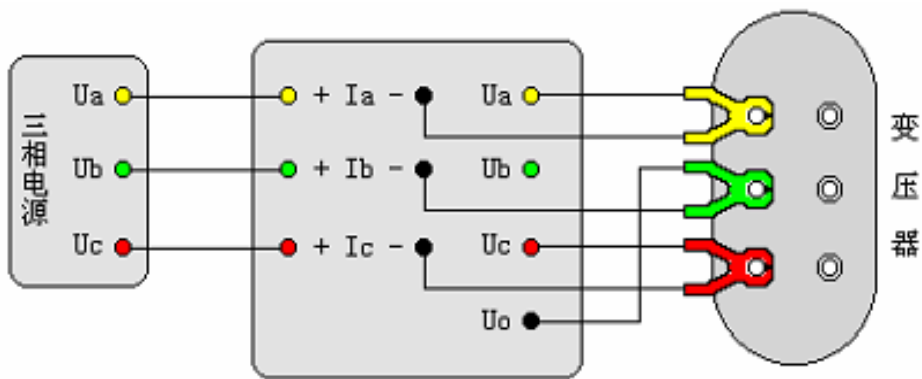 三相电源
Ua + Ia - Ua
Ub + Ib - Ub
Uc + Ic - Uc
Uo
变压器